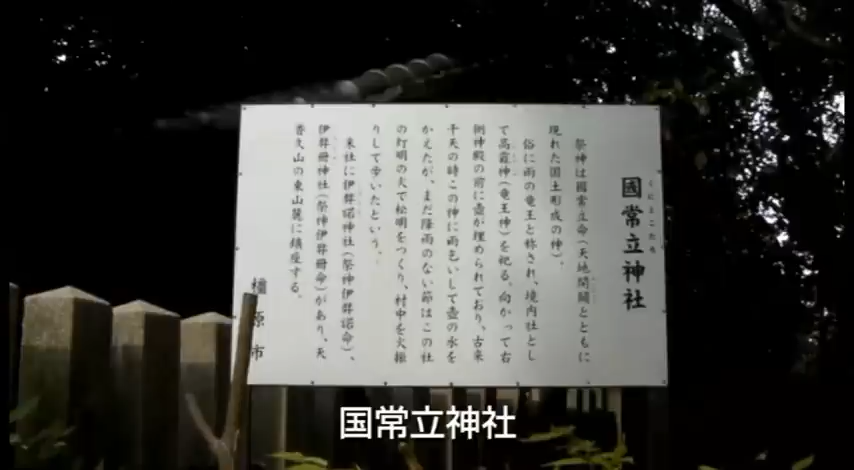 くにとこたち
國常立神社
祭神は國常立命(天地開闢とともに
現れた国土形成の神)。
俗に雨の竜王と称され、境内社とし
て高龗神(竜王神)を祀る。向かって右
側神殿の前に壺が埋められており、古来
干天の時この神に雨乞いして壺の水を
かえたが、まだ降雨のない節はこの社
の灯明の火で松明をつくり、村中を火振
りして歩いたという。
末社に伊弉諾神社(祭神伊弉諾命)、
伊弉冊神社(祭神伊弉冊命)があり、天
香久山の東山麓に鎮座する。
橿原市
国常立神社